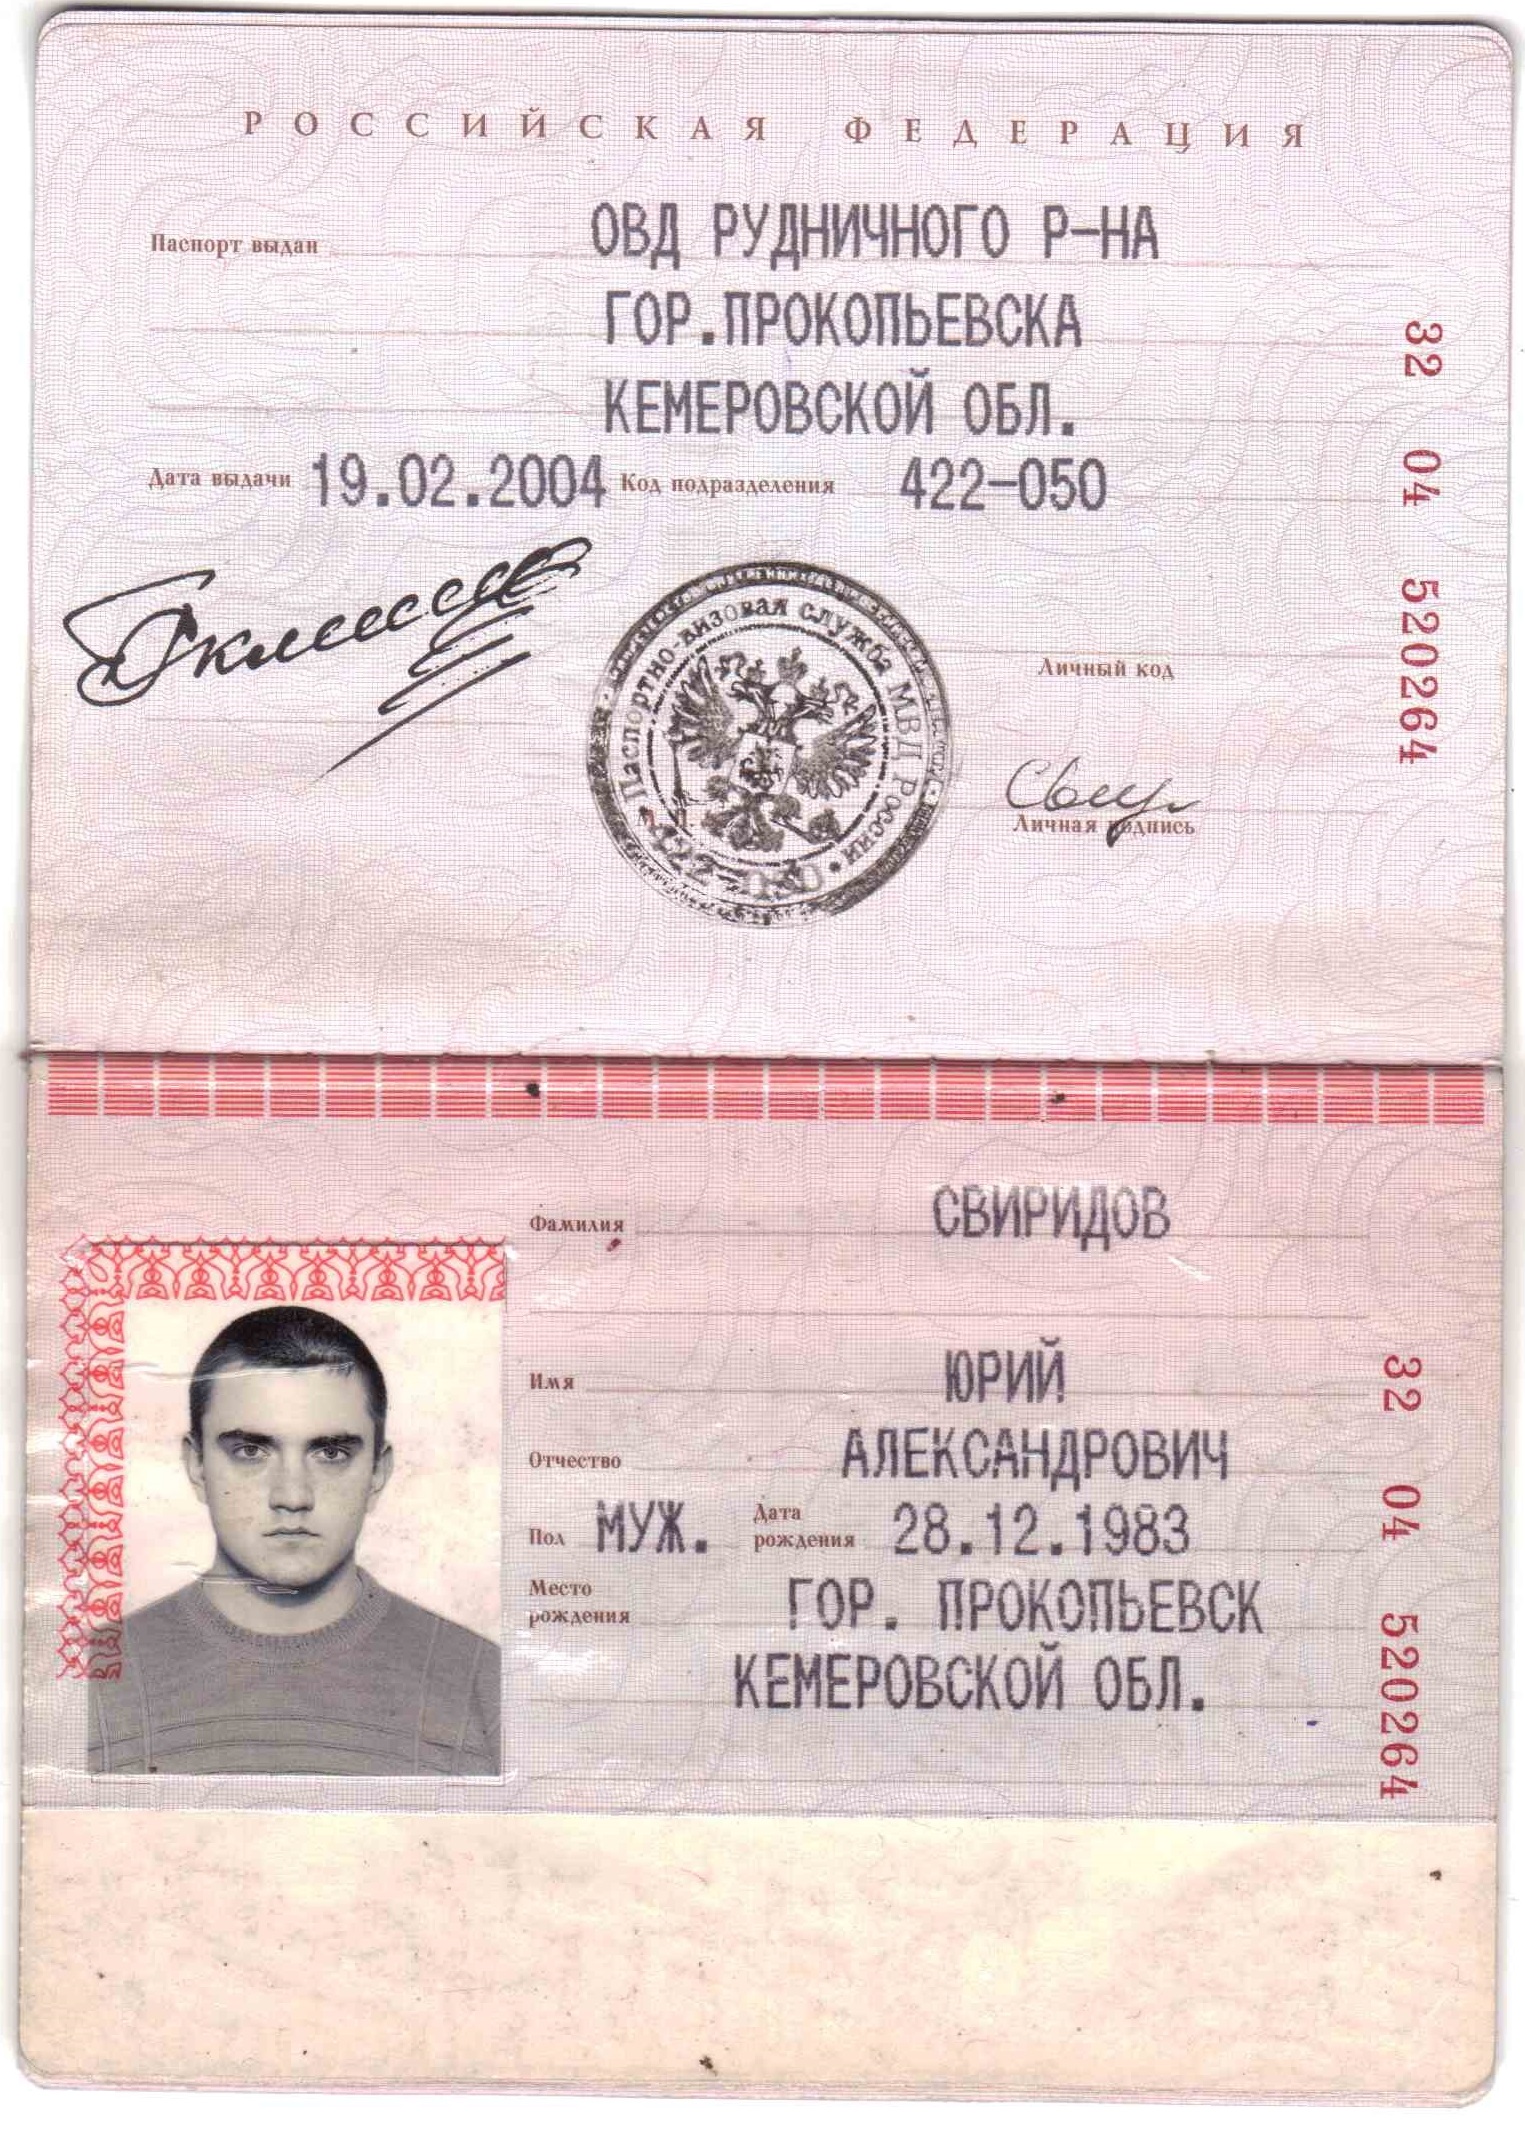 РОССИЙСКАЯ ФЕДЕРАЦИЯ
Паспорт выдан ОВД РУДНИЧНОГО Р-НА
ГОР.ПРОКОПЬЕВСКА
КЕМЕРОВСКОЙ ОБЛ.
Дата выдачи 19.02.2004 Код подразделения 422-050
32 04 520264
Паспортно-визовая служба МВД России
Личный код
Личная подпись
Фамилия СВИРИДОВ
Имя ЮРИЙ
Отчество АЛЕКСАНДРОВИЧ
Пол МУЖ. Дата рождения 28.12.1983
Место рождения ГОР. ПРОКОПЬЕВСК
КЕМЕРОВСКОЙ ОБЛ.
32 04 520264